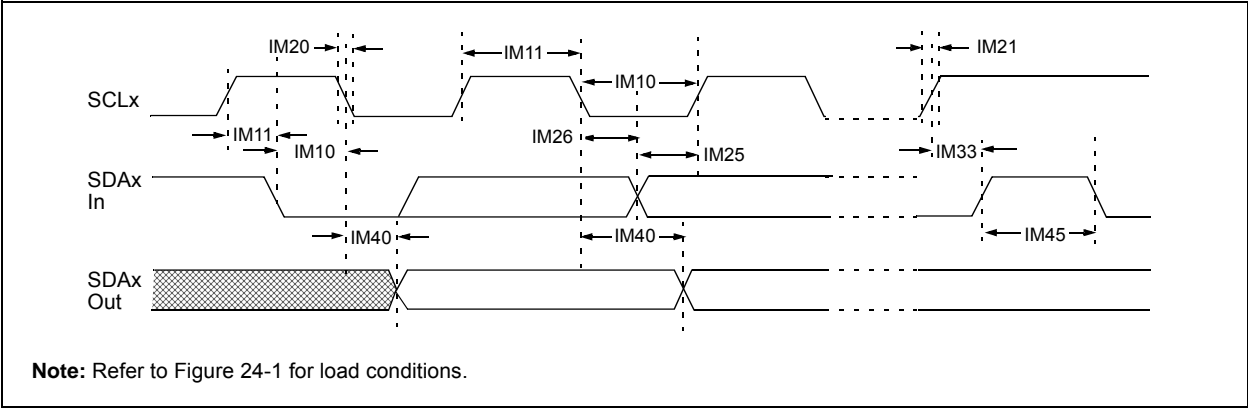 IM20
IM11
IM21
IM10
SCLx
IM11
IM26
IM10
IM25
IM33
SDAx
In
IM40
IM40
IM45
SDAx
Out
Note: Refer to Figure 24-1 for load conditions.